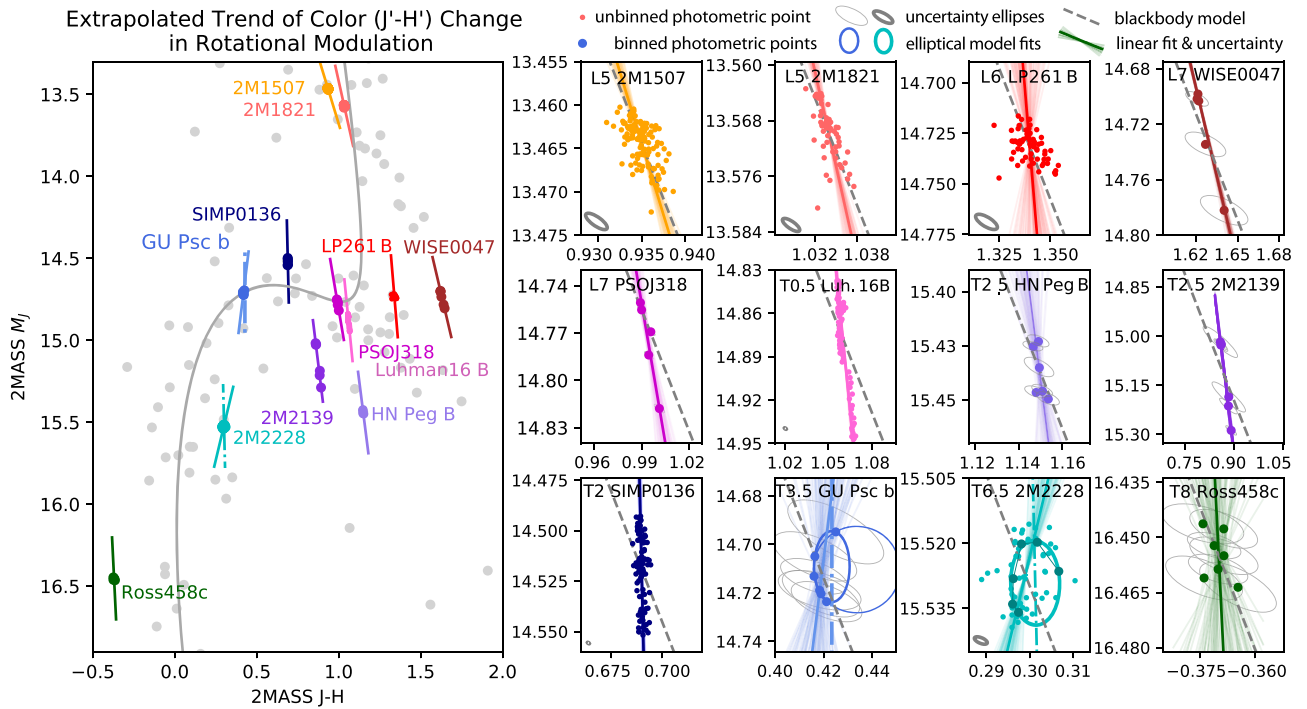 Extrapolated Trend of Color (J'-H') Change
in Rotational Modulation
unbinned photometric point
uncertainty ellipses
blackbody model
binned photometric points
elliptical model fits
linear fit & uncertainty
2MASS M_J
13.5
14.0
14.5
15.0
15.5
16.0
16.5
2M1507
2M1821
SIMP0136
GU Psc b
LP261 B
WISE0047
PSOJ318
Luhman16 B
2M2139
HN Peg B
2M2228
Ross458c
−0.5 0.0 0.5 1.0 1.5 2.0
2MASS J-H
L5 2M1507
13.455
13.460
13.465
13.470
13.475
0.930 0.935 0.940
L5 2M1821
13.560
13.568
13.576
13.584
1.032 1.038
L6 LP261 B
14.700
14.725
14.750
14.775
1.320 1.335 1.350
L7 WISE0047
14.68
14.72
14.76
14.80
1.62 1.65 1.68
L7 PSOJ318
14.74
14.77
14.80
14.83
0.96 0.99 1.02
T0.5 Luh. 16B
14.83
14.86
14.89
14.92
14.95
1.02 1.05 1.08
T2.5 HN Peg B
15.40
15.43
15.45
1.12 1.14 1.16
T2.5 2M2139
14.85
15.00
15.15
15.30
0.75 0.90 1.05
T2 SIMP0136
14.475
14.500
14.525
14.550
0.675 0.700
T3.5 GU Psc b
14.68
14.70
14.72
14.74
0.40 0.42 0.44
T6.5 2M2228
15.505
15.520
15.535
0.29 0.30 0.31
T8 Ross458c
16.435
16.450
16.465
16.480
−0.375 −0.360